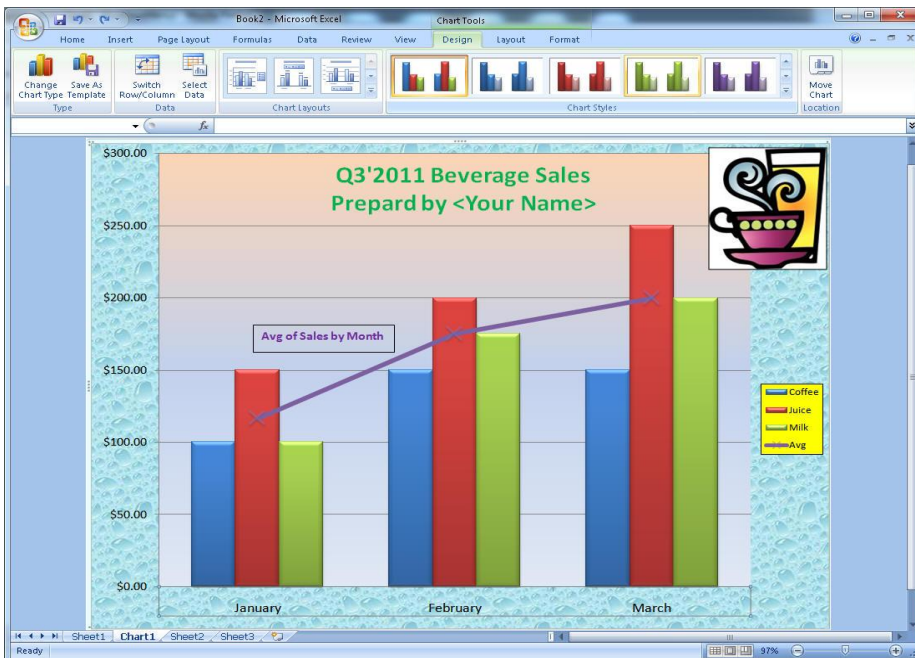 Book2 - Microsoft Excel
Chart Tools
Home Insert Page Layout Formulas Data Review View Design Layout Format
Change Chart Type
Save As Template
Switch Row/Column
Select Data
Move Chart
Type Data Chart Layouts Chart Styles Location
fx
$300.00
Q3'2011 Beverage Sales
Prepard by <Your Name>
$250.00
$200.00
Avg of Sales by Month
$150.00
Coffee
Juice
Milk
Avg
$100.00
$50.00
$0.00
January February March
Sheet1 Chart1 Sheet2 Sheet3
Ready 97%